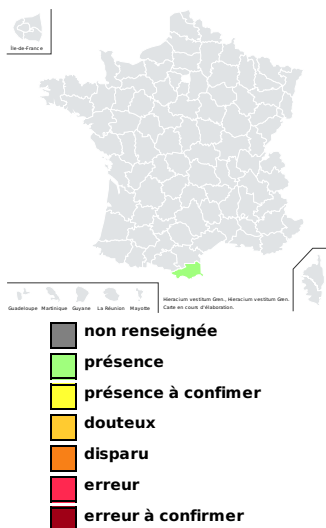 Île-de-France
Guadeloupe Martinique Guyane La Réunion Mayotte
Hieracium vestitum Gren., Hieracium vestitum Gren.
Carte en cours d'élaboration.
non renseignée
présence
présence à confimer
douteux
disparu
erreur
erreur à confirmer